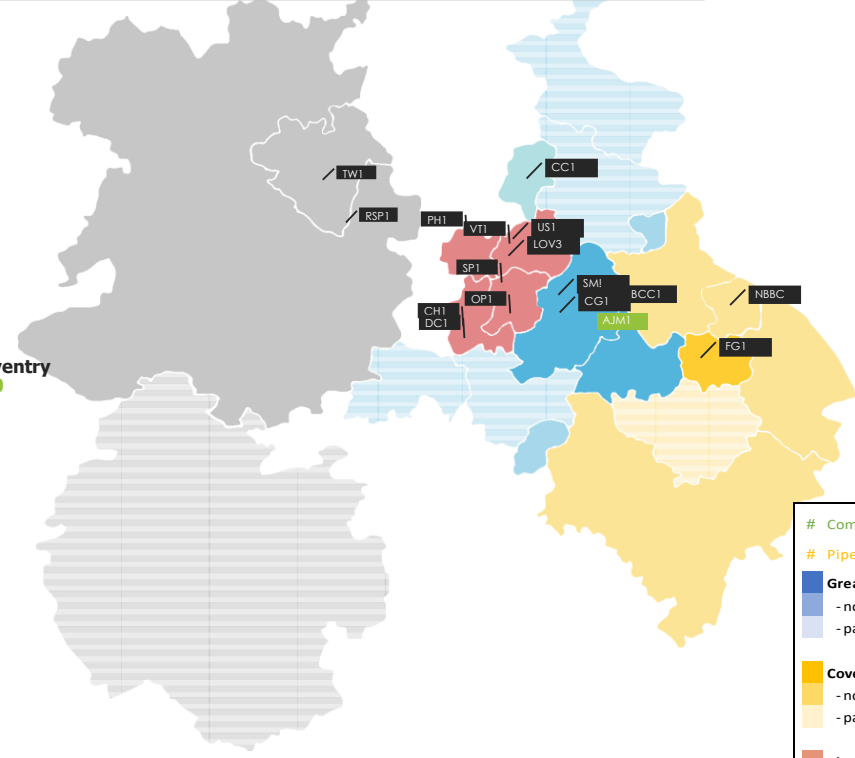 CC1
TW1
RSP1
PH1
VT1
US1
LOV3
SP1
SM!
BCC1
NBBC
OP1
CG1
CH1
DC1
AJM1
FG1
# Com
# Pipe
Grea
- no
- pa
Cove
- no
- pa
ventry